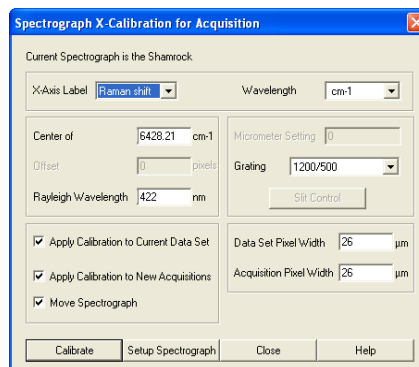 Spectrograph X-Calibration for Acquisition
Current Spectrograph is the Shamrock
X-Axis Label Raman shift Wavelength cm-1
Center of 6428.21 cm-1
Offset 0 pixels
Rayleigh Wavelength 422 nm
Micrometer Setting 0
Grating 1200/500
Slit Control
Apply Calibration to Current Data Set
Apply Calibration to New Acquisitions
Move Spectrograph
Data Set Pixel Width 26 µm
Acquisition Pixel Width 26 µm
Calibrate Setup Spectrograph Close Help